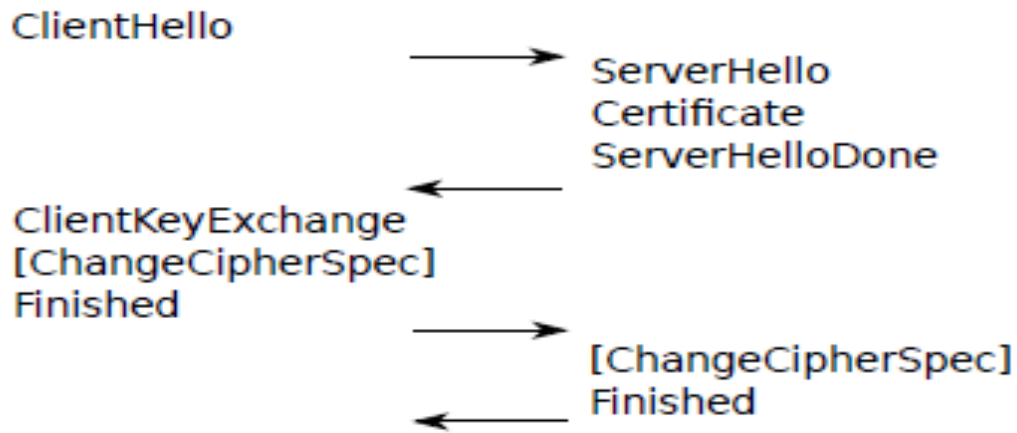 ClientHello
ServerHello
Certificate
ServerHelloDone
ClientKeyExchange
[ChangeCipherSpec]
Finished
[ChangeCipherSpec]
Finished